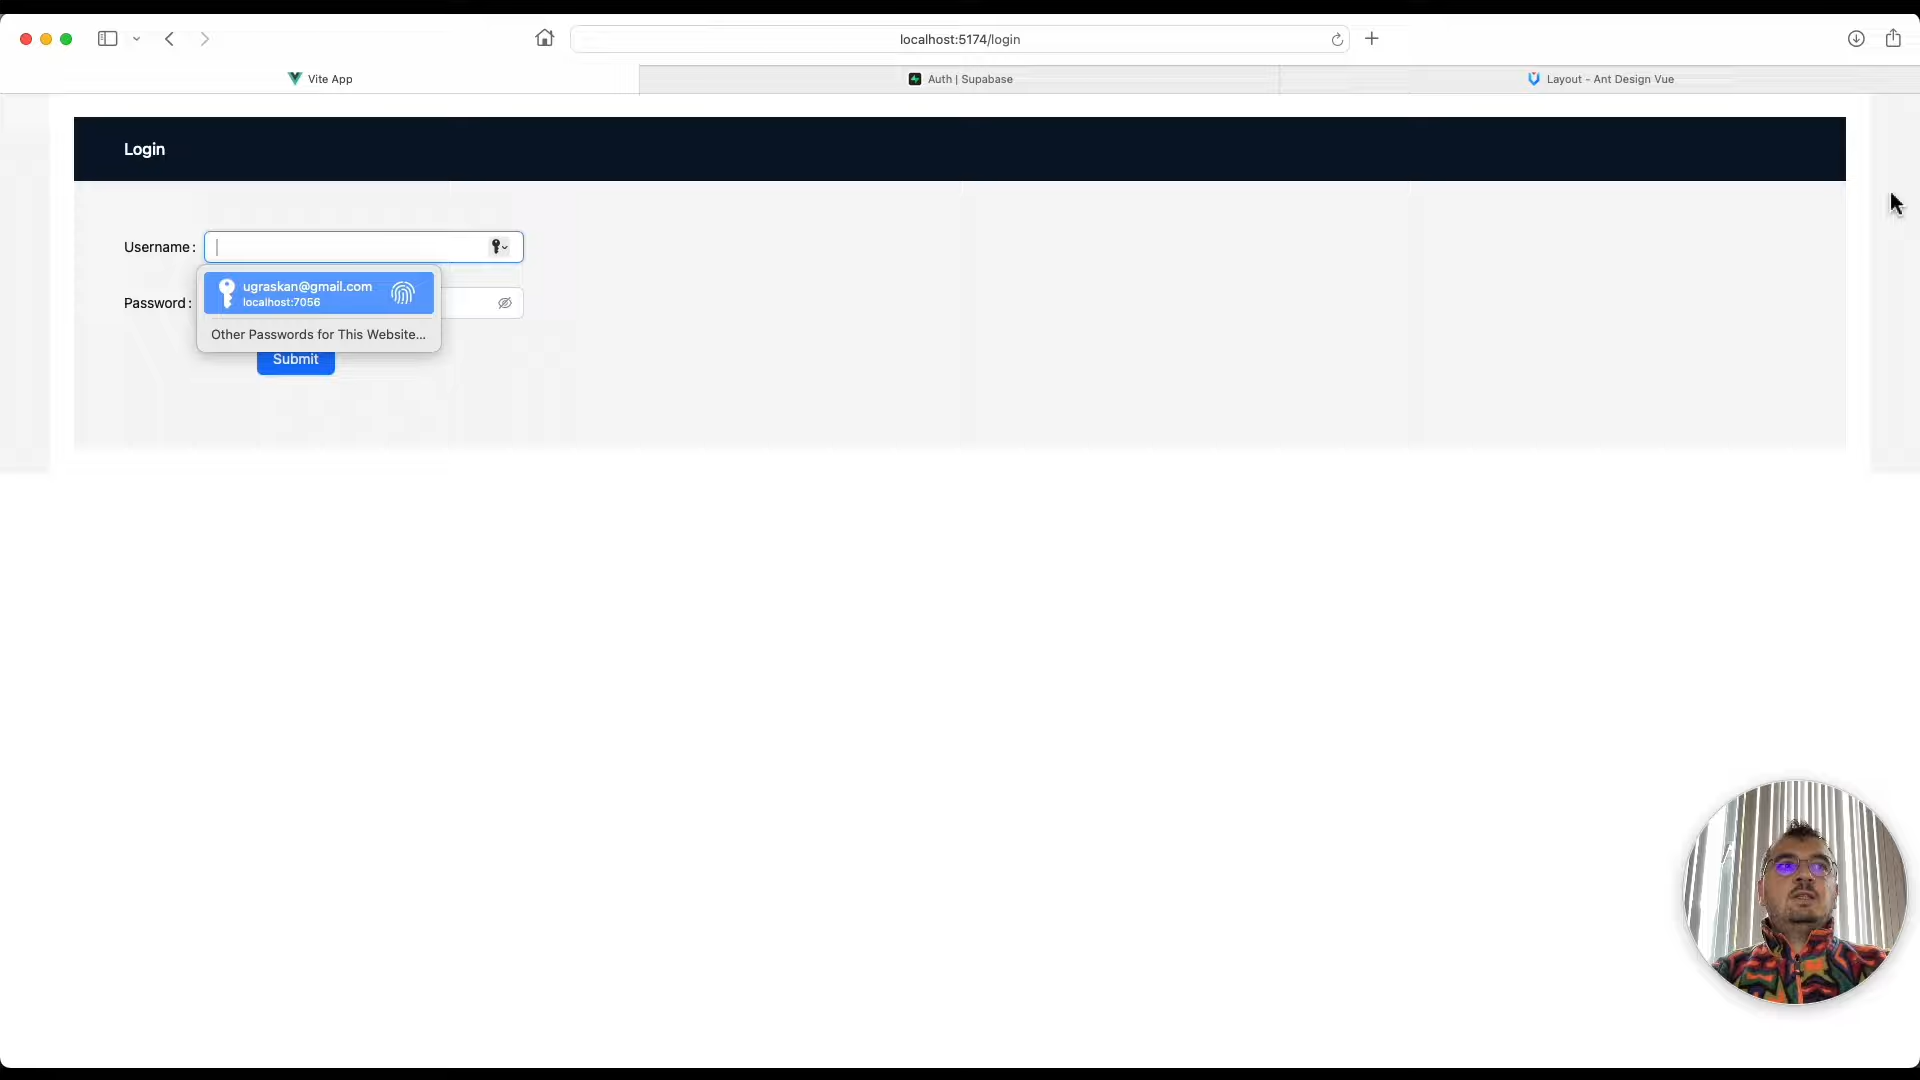 localhost:5174/login
Vite App
Auth | Supabase
Layout - Ant Design Vue
Login
Username :
ugraskan@gmail.com
localhost:7056
Password :
Other Passwords for This Website...
Submit